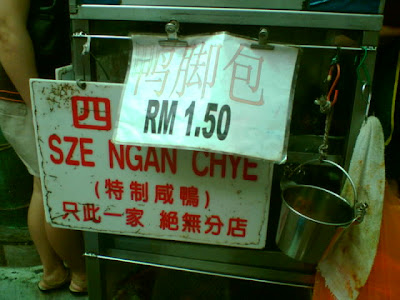 鸭脚包
RM 1.50
四
SZE NGAN CHYE
(特制咸鴨)
只此一家 絕無分店